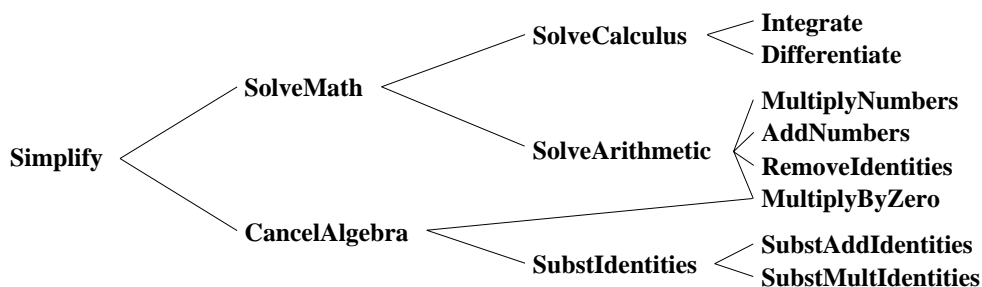 Simplify
SolveMath
CancelAlgebra
SolveCalculus
SolveArithmetic
SubstIdentities
Integrate
Differentiate
MultiplyNumbers
AddNumbers
RemoveIdentities
MultiplyByZero
SubstAddIdentities
SubstMultIdentities